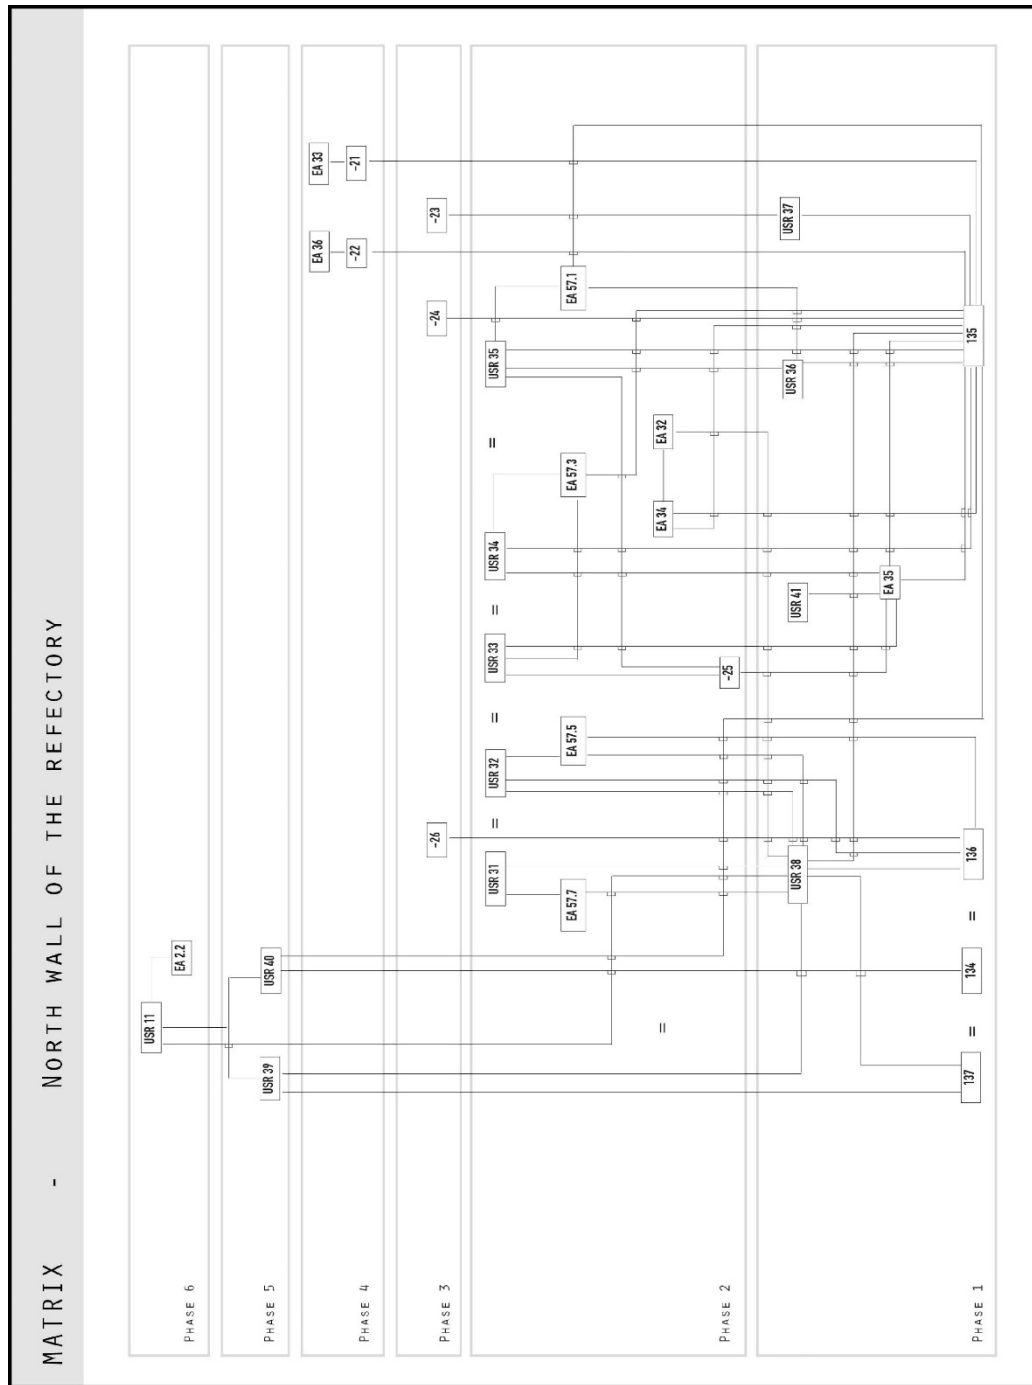 MATRIX - NORTH WALL OF THE REFECTORY
PHASE 6
USR 11
EA 2.2
PHASE 5
USR 39
USR 40
PHASE 4
EA 36
EA 33
-22
-21
PHASE 3
-26
-24
-23
PHASE 2
USR 31
=
USR 32
=
USR 33
=
USR 34
=
USR 35
EA 57.7
EA 57.5
EA 57.3
EA 57.1
=
EA 34
EA 32
-25
PHASE 1
USR 38
USR 41
USR 36
USR 37
EA 35
137
=
134
=
136
135